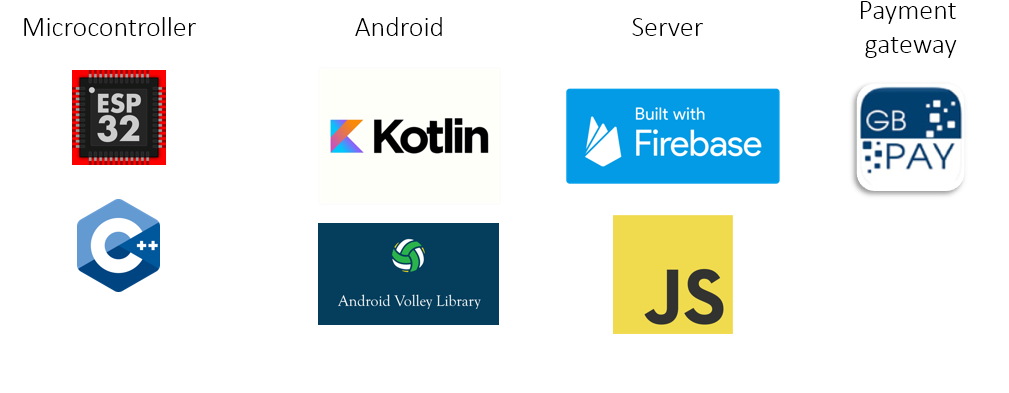 Microcontroller
Android
Server
Payment
gateway
ESP
32
Kotlin
Built with
Firebase
GB
PAY
C++
Android Volley Library
JS